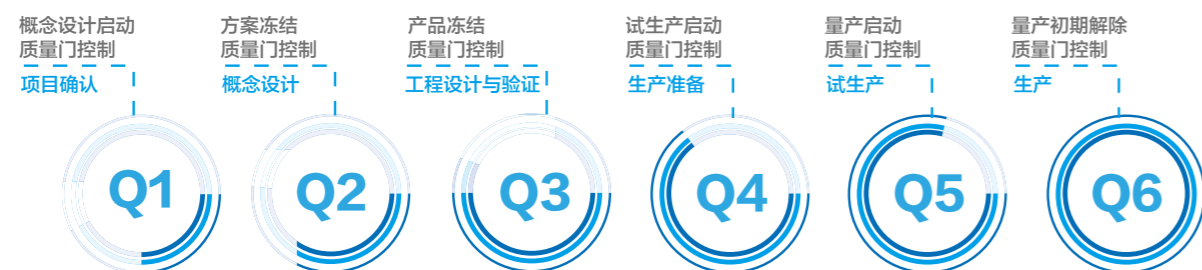 概念设计启动
质量门控制
项目确认
Q1
方案冻结
质量门控制
概念设计
Q2
产品冻结
质量门控制
工程设计与验证
Q3
试生产启动
质量门控制
生产准备
Q4
量产启动
质量门控制
试生产
Q5
量产初期解除
质量门控制
生产
Q6